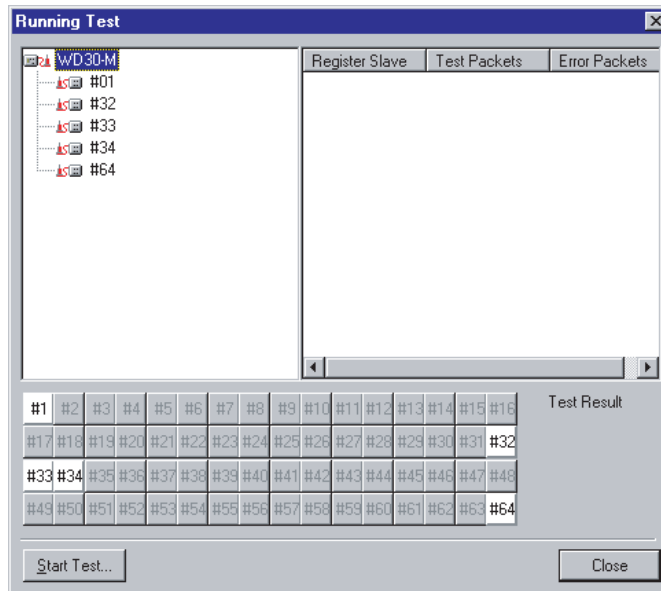 Running Test
WD30-M
#01
#32
#33
#34
#64
Register Slave Test Packets Error Packets
#1 #2 #3 #4 #5 #6 #7 #8 #9 #10 #11 #12 #13 #14 #15 #16
#17 #18 #19 #20 #21 #22 #23 #24 #25 #26 #27 #28 #29 #30 #31 #32
#33 #34 #35 #36 #37 #38 #39 #40 #41 #42 #43 #44 #45 #46 #47 #48
#49 #50 #51 #52 #53 #54 #55 #56 #57 #58 #59 #60 #61 #62 #63 #64
Test Result
Start Test...
Close